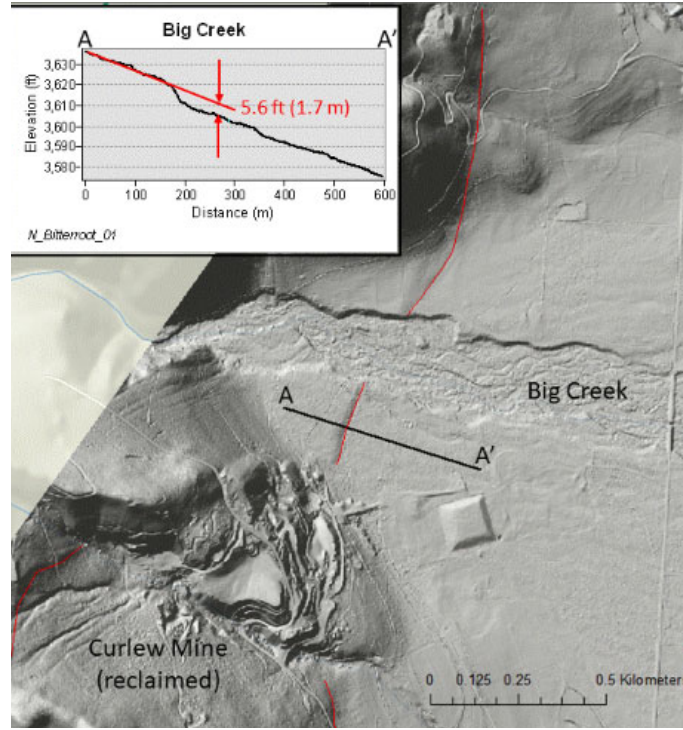 Big Creek
A A'
Elevation (ft)
3,630
3,620
3,610
3,600
3,590
3,580
5.6 ft (1.7 m)
0 100 200 300 400 500 600
Distance (m)
N_Bitterroot_01
Big Creek
A
A'
Curlew Mine
(reclaimed)
0 0.125 0.25 0.5 Kilometer